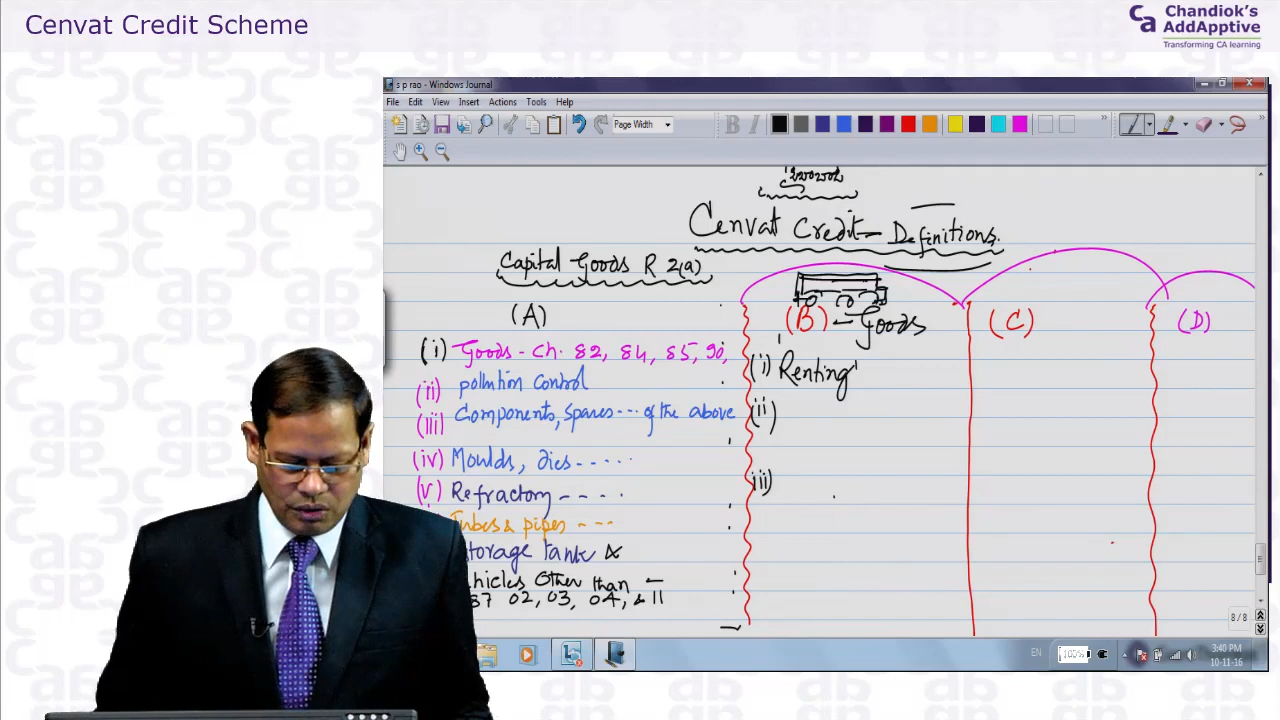 Cenvat Credit Scheme
Chandiok's
AddApptive
Transforming CA learning
CA
s p rao - Windows Journal
File Edit View Insert Actions Tools Help
Page Width
B I
Cenvat Credit - Definitions.
Capital Goods R 2(a)
(A)
(B) - Goods
(C)
(D)
(i) Goods - Ch. 82, 84, 85, 90,
(ii) pollution control
(iii) Components, Spares --- of the above
(iv) Moulds, dies -----
(v) Refractory ----
Tubes & pipes ---
Storage tank &
hicles Other than -
87 02, 03, 04, & 11
(i) Renting
(ii)
iii)
8 / 8
EN
100%
3:40 PM
10-11-16